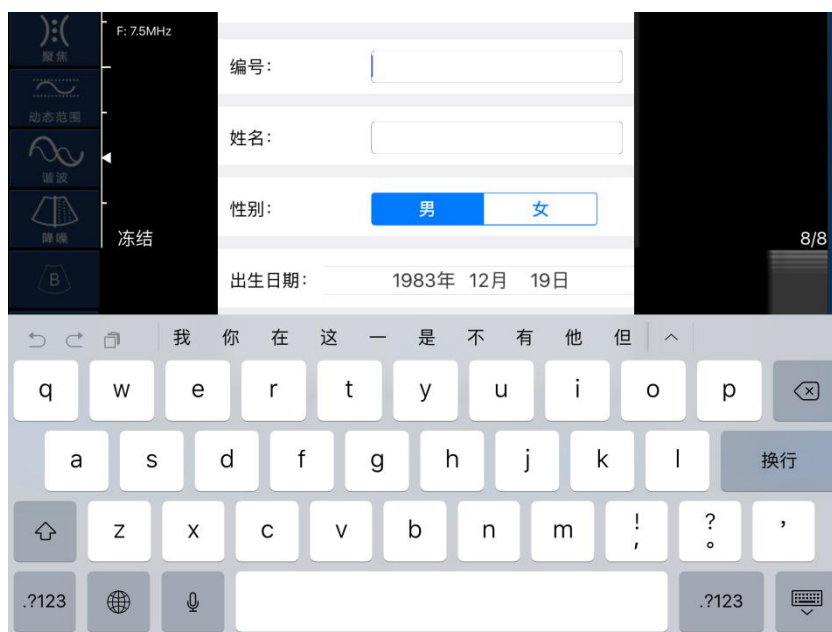 聚焦
F: 7.5MHz
编号:
动态范围
姓名:
谐波
性别: 男 女
降噪
冻结
8/8
B
出生日期: 1983年 12月 19日
我 你 在 这 一 是 不 有 他 但
q w e r t y u i o p
a s d f g h j k l 换行
z x c v b n m ! , ? 。 ,
.?123 .?123